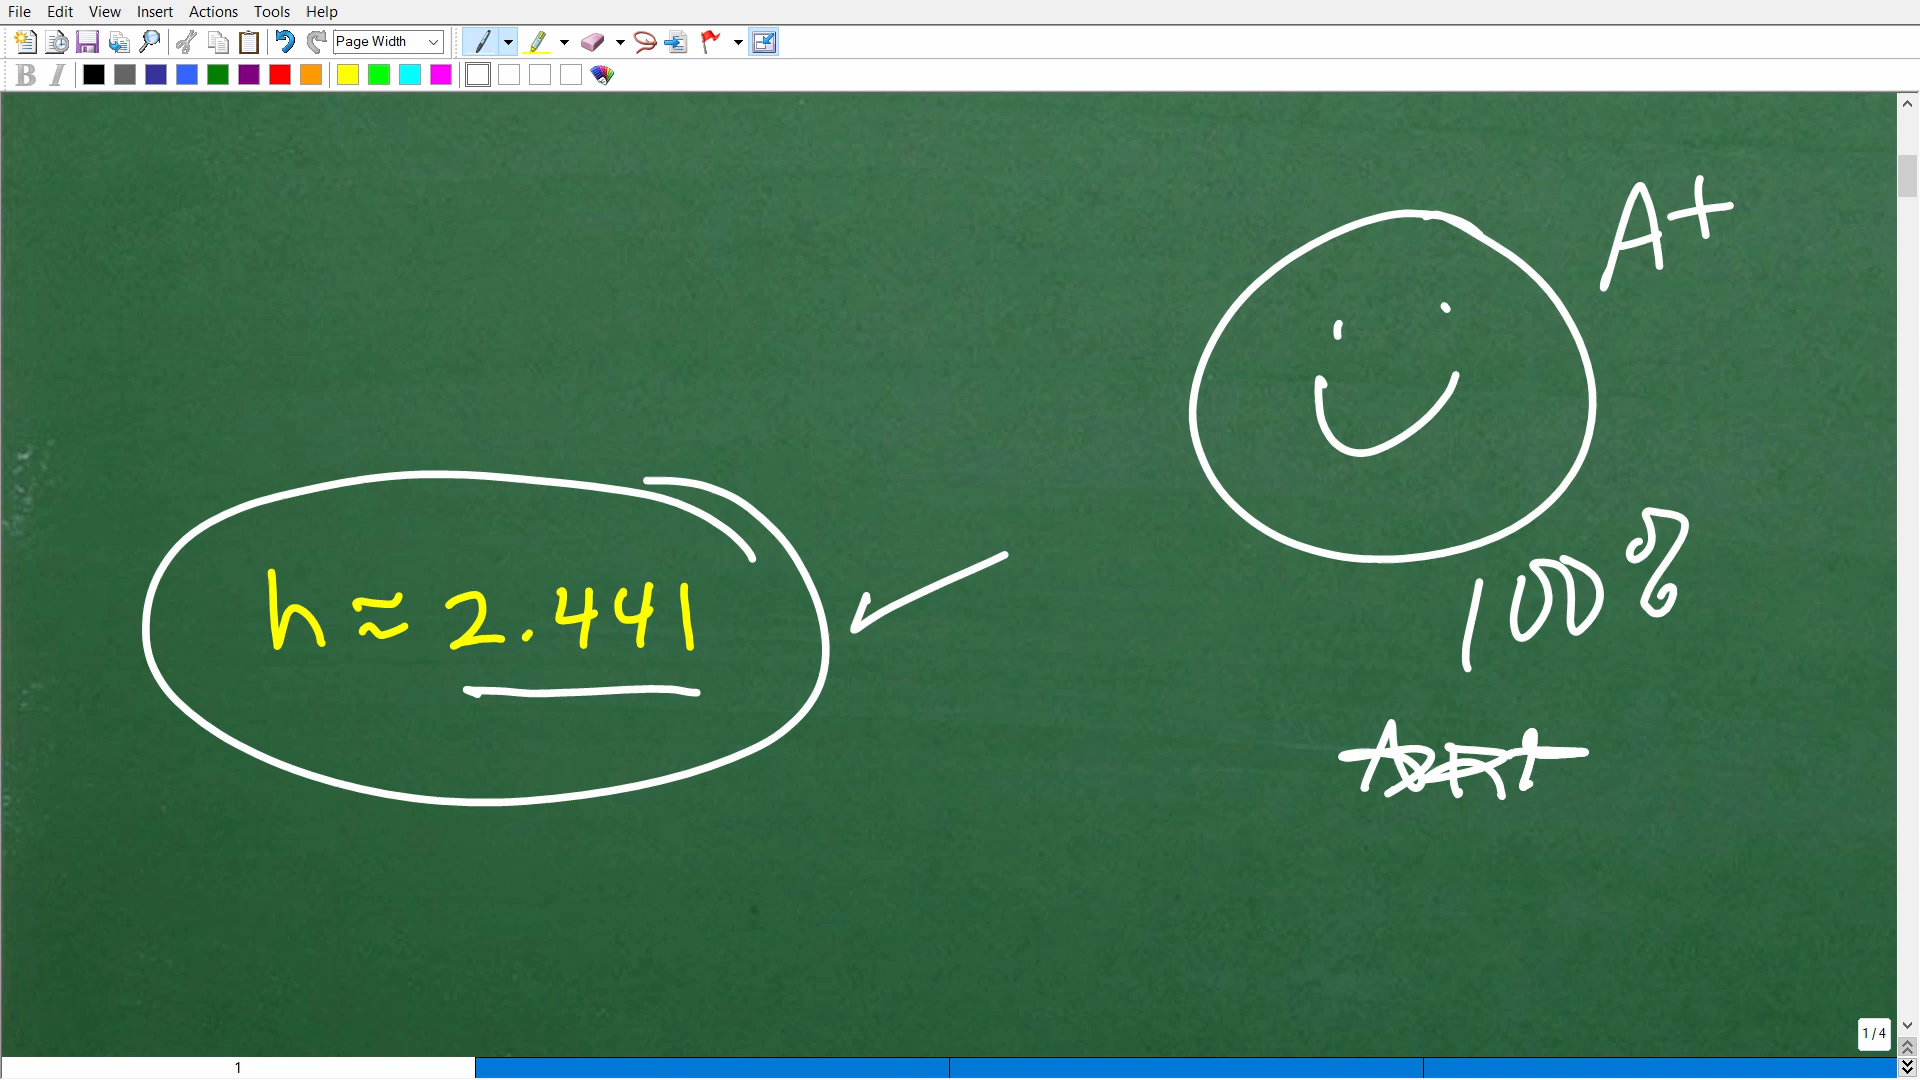 File Edit View Insert Actions Tools Help
Page Width
B I
A+
h ≈ 2.441
100%
1 / 4
1